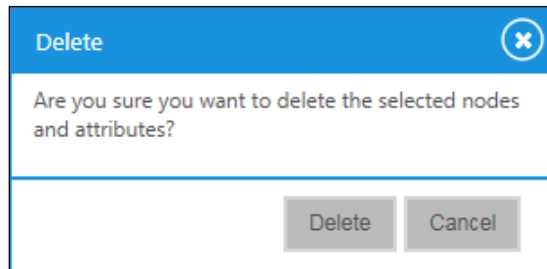 Delete
Are you sure you want to delete the selected nodes
and attributes?
Delete Cancel